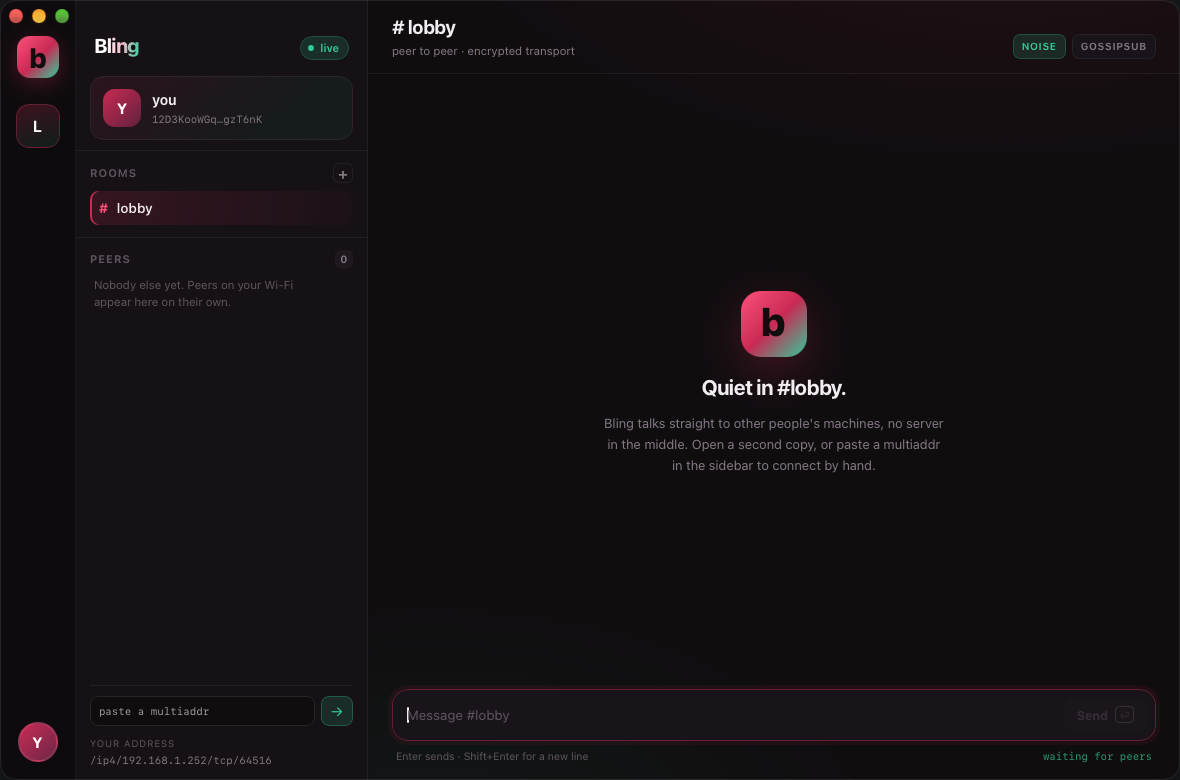 b
L
Y
Bling
live
Y
you
12D3KooWGq…gzT6nK
ROOMS
+
# lobby
PEERS
0
Nobody else yet. Peers on your Wi-Fi
appear here on their own.
paste a multiaddr
YOUR ADDRESS
/ip4/192.168.1.252/tcp/64516
# lobby
peer to peer · encrypted transport
NOISE
GOSSIPSUB
b
Quiet in #lobby.
Bling talks straight to other people's machines, no server
in the middle. Open a second copy, or paste a multiaddr
in the sidebar to connect by hand.
Message #lobby
Send
Enter sends · Shift+Enter for a new line
waiting for peers